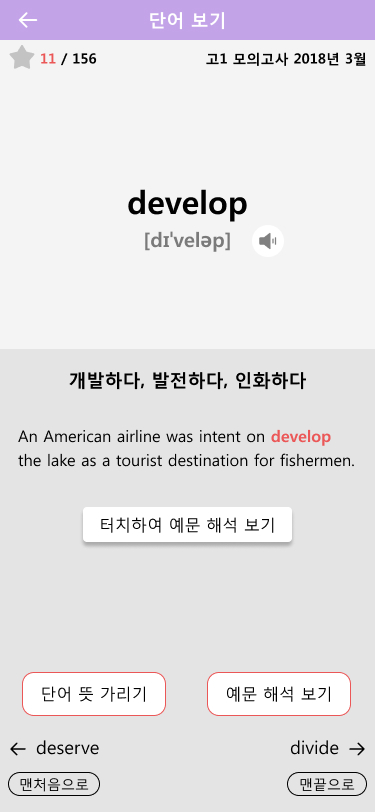 단어 보기
11 / 156
고1 모의고사 2018년 3월
develop
[dɪˈveləp]
개발하다, 발전하다, 인화하다
An American airline was intent on develop
the lake as a tourist destination for fishermen.
터치하여 예문 해석 보기
단어 뜻 가리기
예문 해석 보기
← deserve
divide →
맨처음으로
맨끝으로